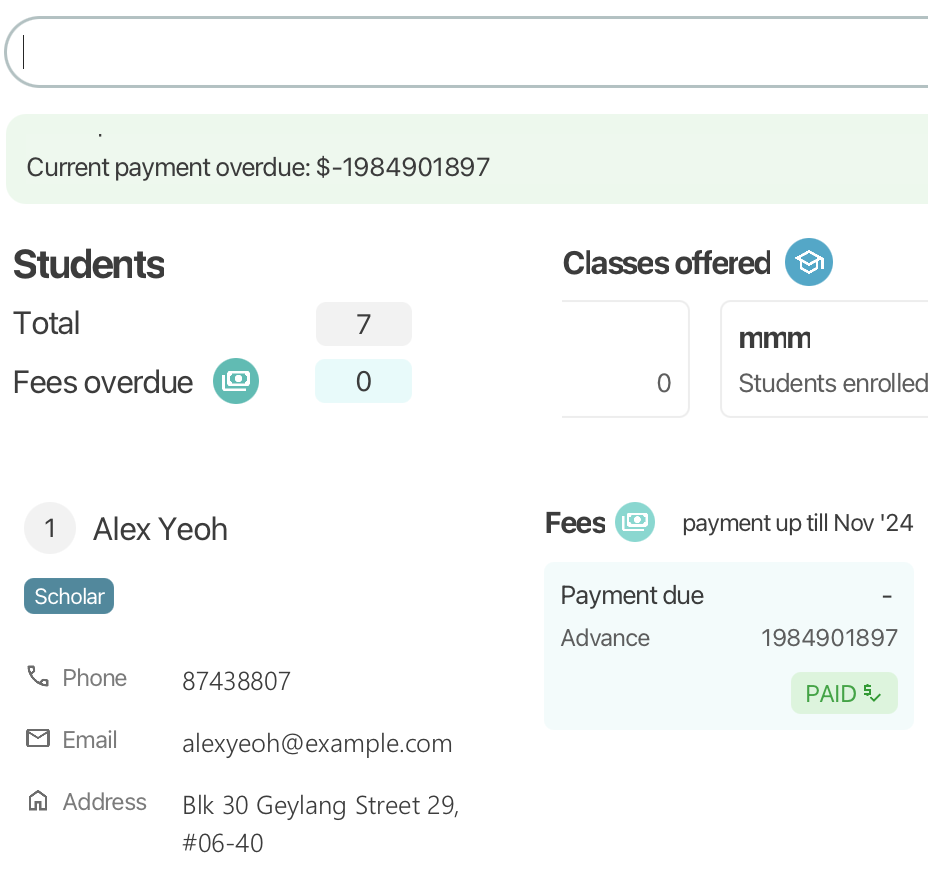 .
Current payment overdue: $-1984901897
Students
Total 7
Fees overdue 0
Classes offered
0
mmm
Students enrolled
1 Alex Yeoh
Scholar
Phone 87438807
Email alexyeoh@example.com
Address Blk 30 Geylang Street 29,
#06-40
Fees payment up till Nov '24
Payment due -
Advance 1984901897
PAID